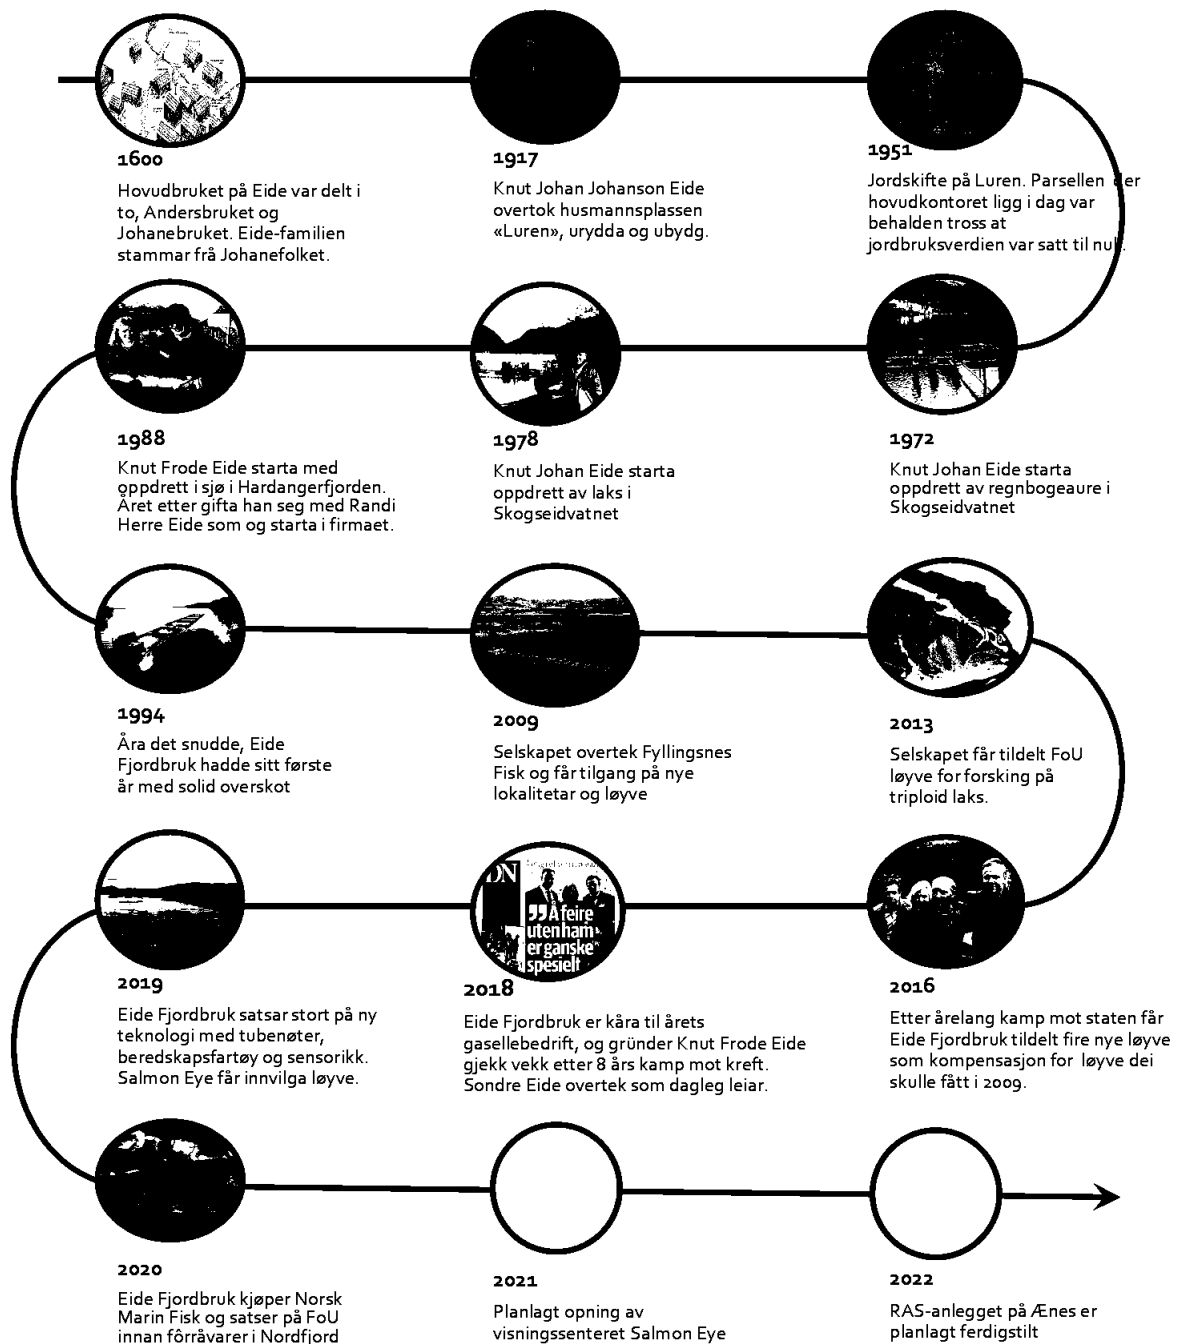 1600
Hovudbruket på Eide var delt i
to, Andersbruket og
Johanebruket. Eide-familien
stammar frå Johanefolket.
1917
Knut Johan Johanson Eide
overtok husmannsplassen
«Luren», urydda og ubydg.
1951
Jordskifte på Luren. Parsellen der
hovudkontoret ligg i dag var
behalden tross at
jordbruksverdien var satt til null.
1988
Knut Frode Eide starta med
oppdrett i sjø i Hardangerfjorden.
Året etter gifta han seg med Randi
Herre Eide som og starta i firmaet.
1978
Knut Johan Eide starta
oppdrett av laks i
Skogseidvatnet
1972
Knut Johan Eide starta
oppdrett av regnbogeaure i
Skogseidvatnet
1994
Åra det snudde, Eide
Fjordbruk hadde sitt første
år med solid overskot
2009
Selskapet overtek Fyllingsnes
Fisk og får tilgang på nye
lokalitetar og løyve
2013
Selskapet får tildelt FoU
løyve for forsking på
triploid laks.
2019
Eide Fjordbruk satsar stort på ny
teknologi med tubenøter,
beredskapsfartøy og sensorikk.
Salmon Eye får innvilga løyve.
DN
”Å feire
uten ham
er ganske
spesielt
2018
Eide Fjordbruk er kåra til årets
gasellebedrift, og gründer Knut Frode Eide
gjekk vekk etter 8 års kamp mot kreft.
Sondre Eide overtek som dagleg leiar.
2016
Etter årelang kamp mot staten får
Eide Fjordbruk tildelt fire nye løyve
som kompensasjon for løyve dei
skulle fått i 2009.
2020
Eide Fjordbruk kjøper Norsk
Marin Fisk og satser på FoU
innan fôrråvarer i Nordfjord
2021
Planlagt opning av
visningssenteret Salmon Eye
2022
RAS-anlegget på Ænes er
planlagt ferdigstilt